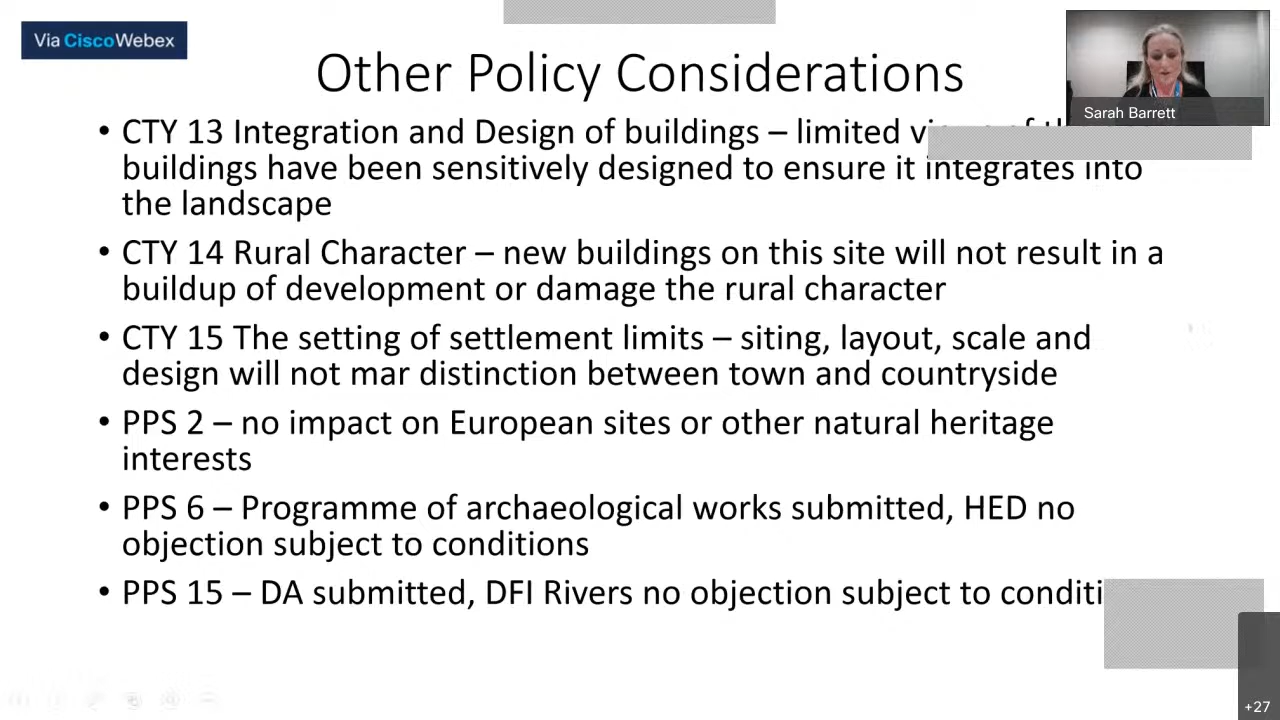 Via Cisco Webex
Other Policy Considerations
Sarah Barrett
• CTY 13 Integration and Design of buildings – limited
buildings have been sensitively designed to ensure it integrates into
the landscape
• CTY 14 Rural Character – new buildings on this site will not result in a
buildup of development or damage the rural character
• CTY 15 The setting of settlement limits – siting, layout, scale and
design will not mar distinction between town and countryside
• PPS 2 – no impact on European sites or other natural heritage
interests
• PPS 6 – Programme of archaeological works submitted, HED no
objection subject to conditions
• PPS 15 – DA submitted, DFI Rivers no objection subject to
+27